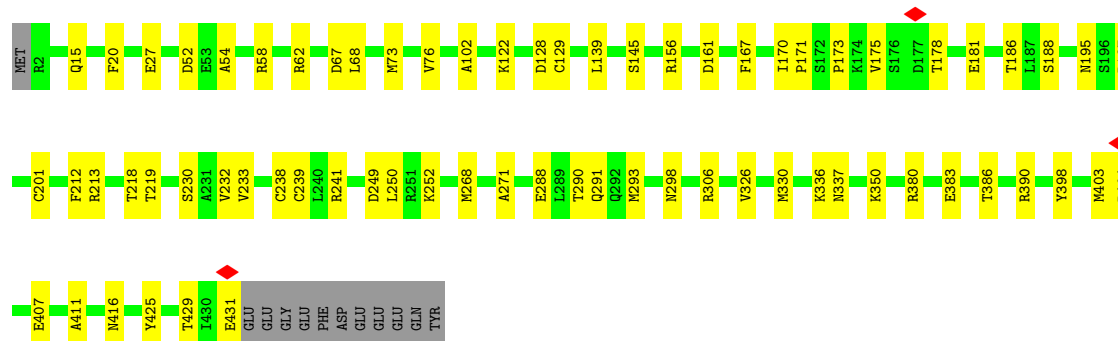 MET R2 Q15 F20 E27 D52 E53 A54 R58 R62 D67 L68 M73 V76 A102 K122 D128 C129 L139 S145 R156 D161 F167 I170 P171 S172 P173 K174 V175 S176 D177 T178 E181 T186 L187 S188 N195 S196
C201 F212 R213 T218 T219 S230 A231 V232 V233 C238 C239 L240 R241 D249 L250 R251 K252 M268 A271 E288 L289 T290 Q291 Q292 M293 N298 R306 V326 M330 K336 N337 K350 R380 E383 T386 R390 Y398 M403
E407 A411 N416 Y425 T429 I430 E431 GLU GLU GLY GLU PHE ASP GLU GLU GLU GLN TYR